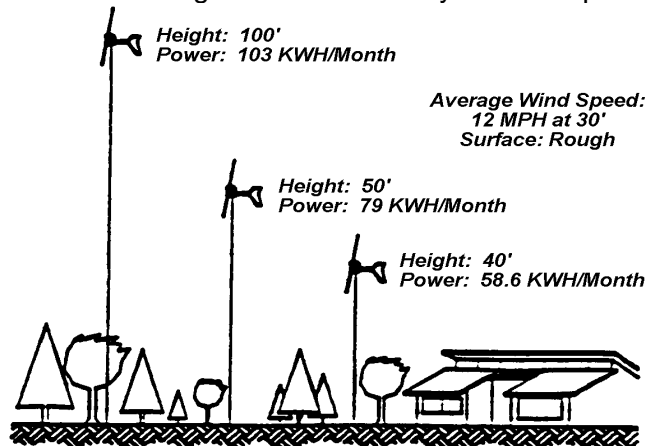 Height: 100'
Power: 103 KWH/Month
Average Wind Speed:
12 MPH at 30'
Surface: Rough
Height: 50'
Power: 79 KWH/Month
Height: 40'
Power: 58.6 KWH/Month